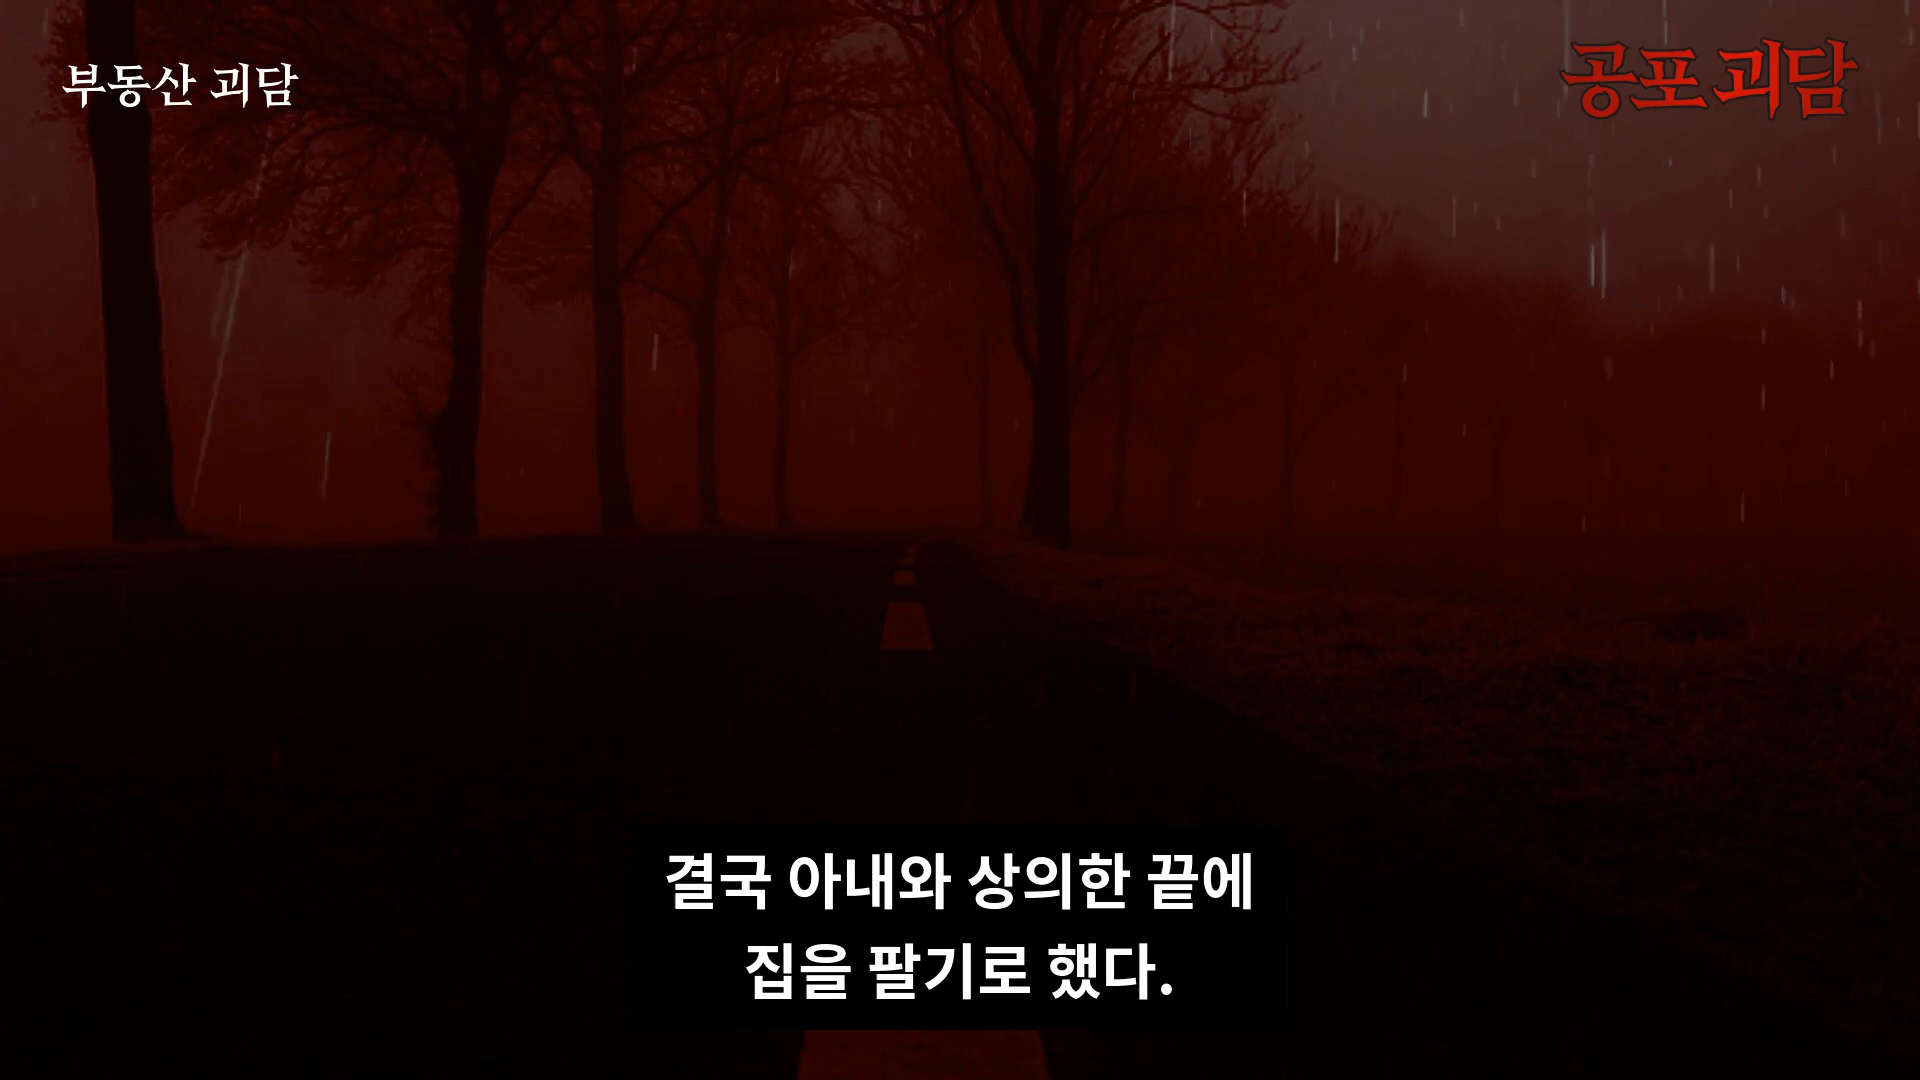 부동산 괴담
공포 괴담
결국 아내와 상의한 끝에
집을 팔기로 했다.